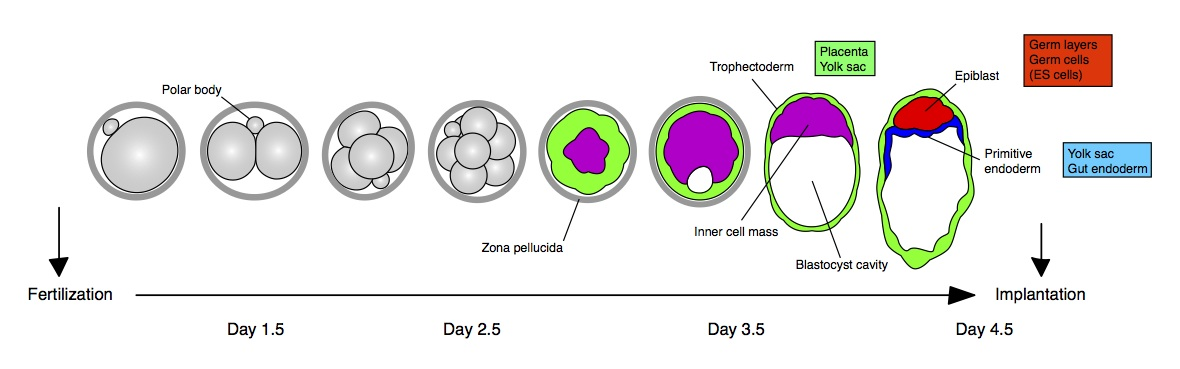 Polar body
Zona pellucida
Trophectoderm
Placenta
Yolk sac
Inner cell mass
Blastocyst cavity
Epiblast
Germ layers
Germ cells
(ES cells)
Primitive
endoderm
Yolk sac
Gut endoderm
Fertilization
Implantation
Day 1.5
Day 2.5
Day 3.5
Day 4.5